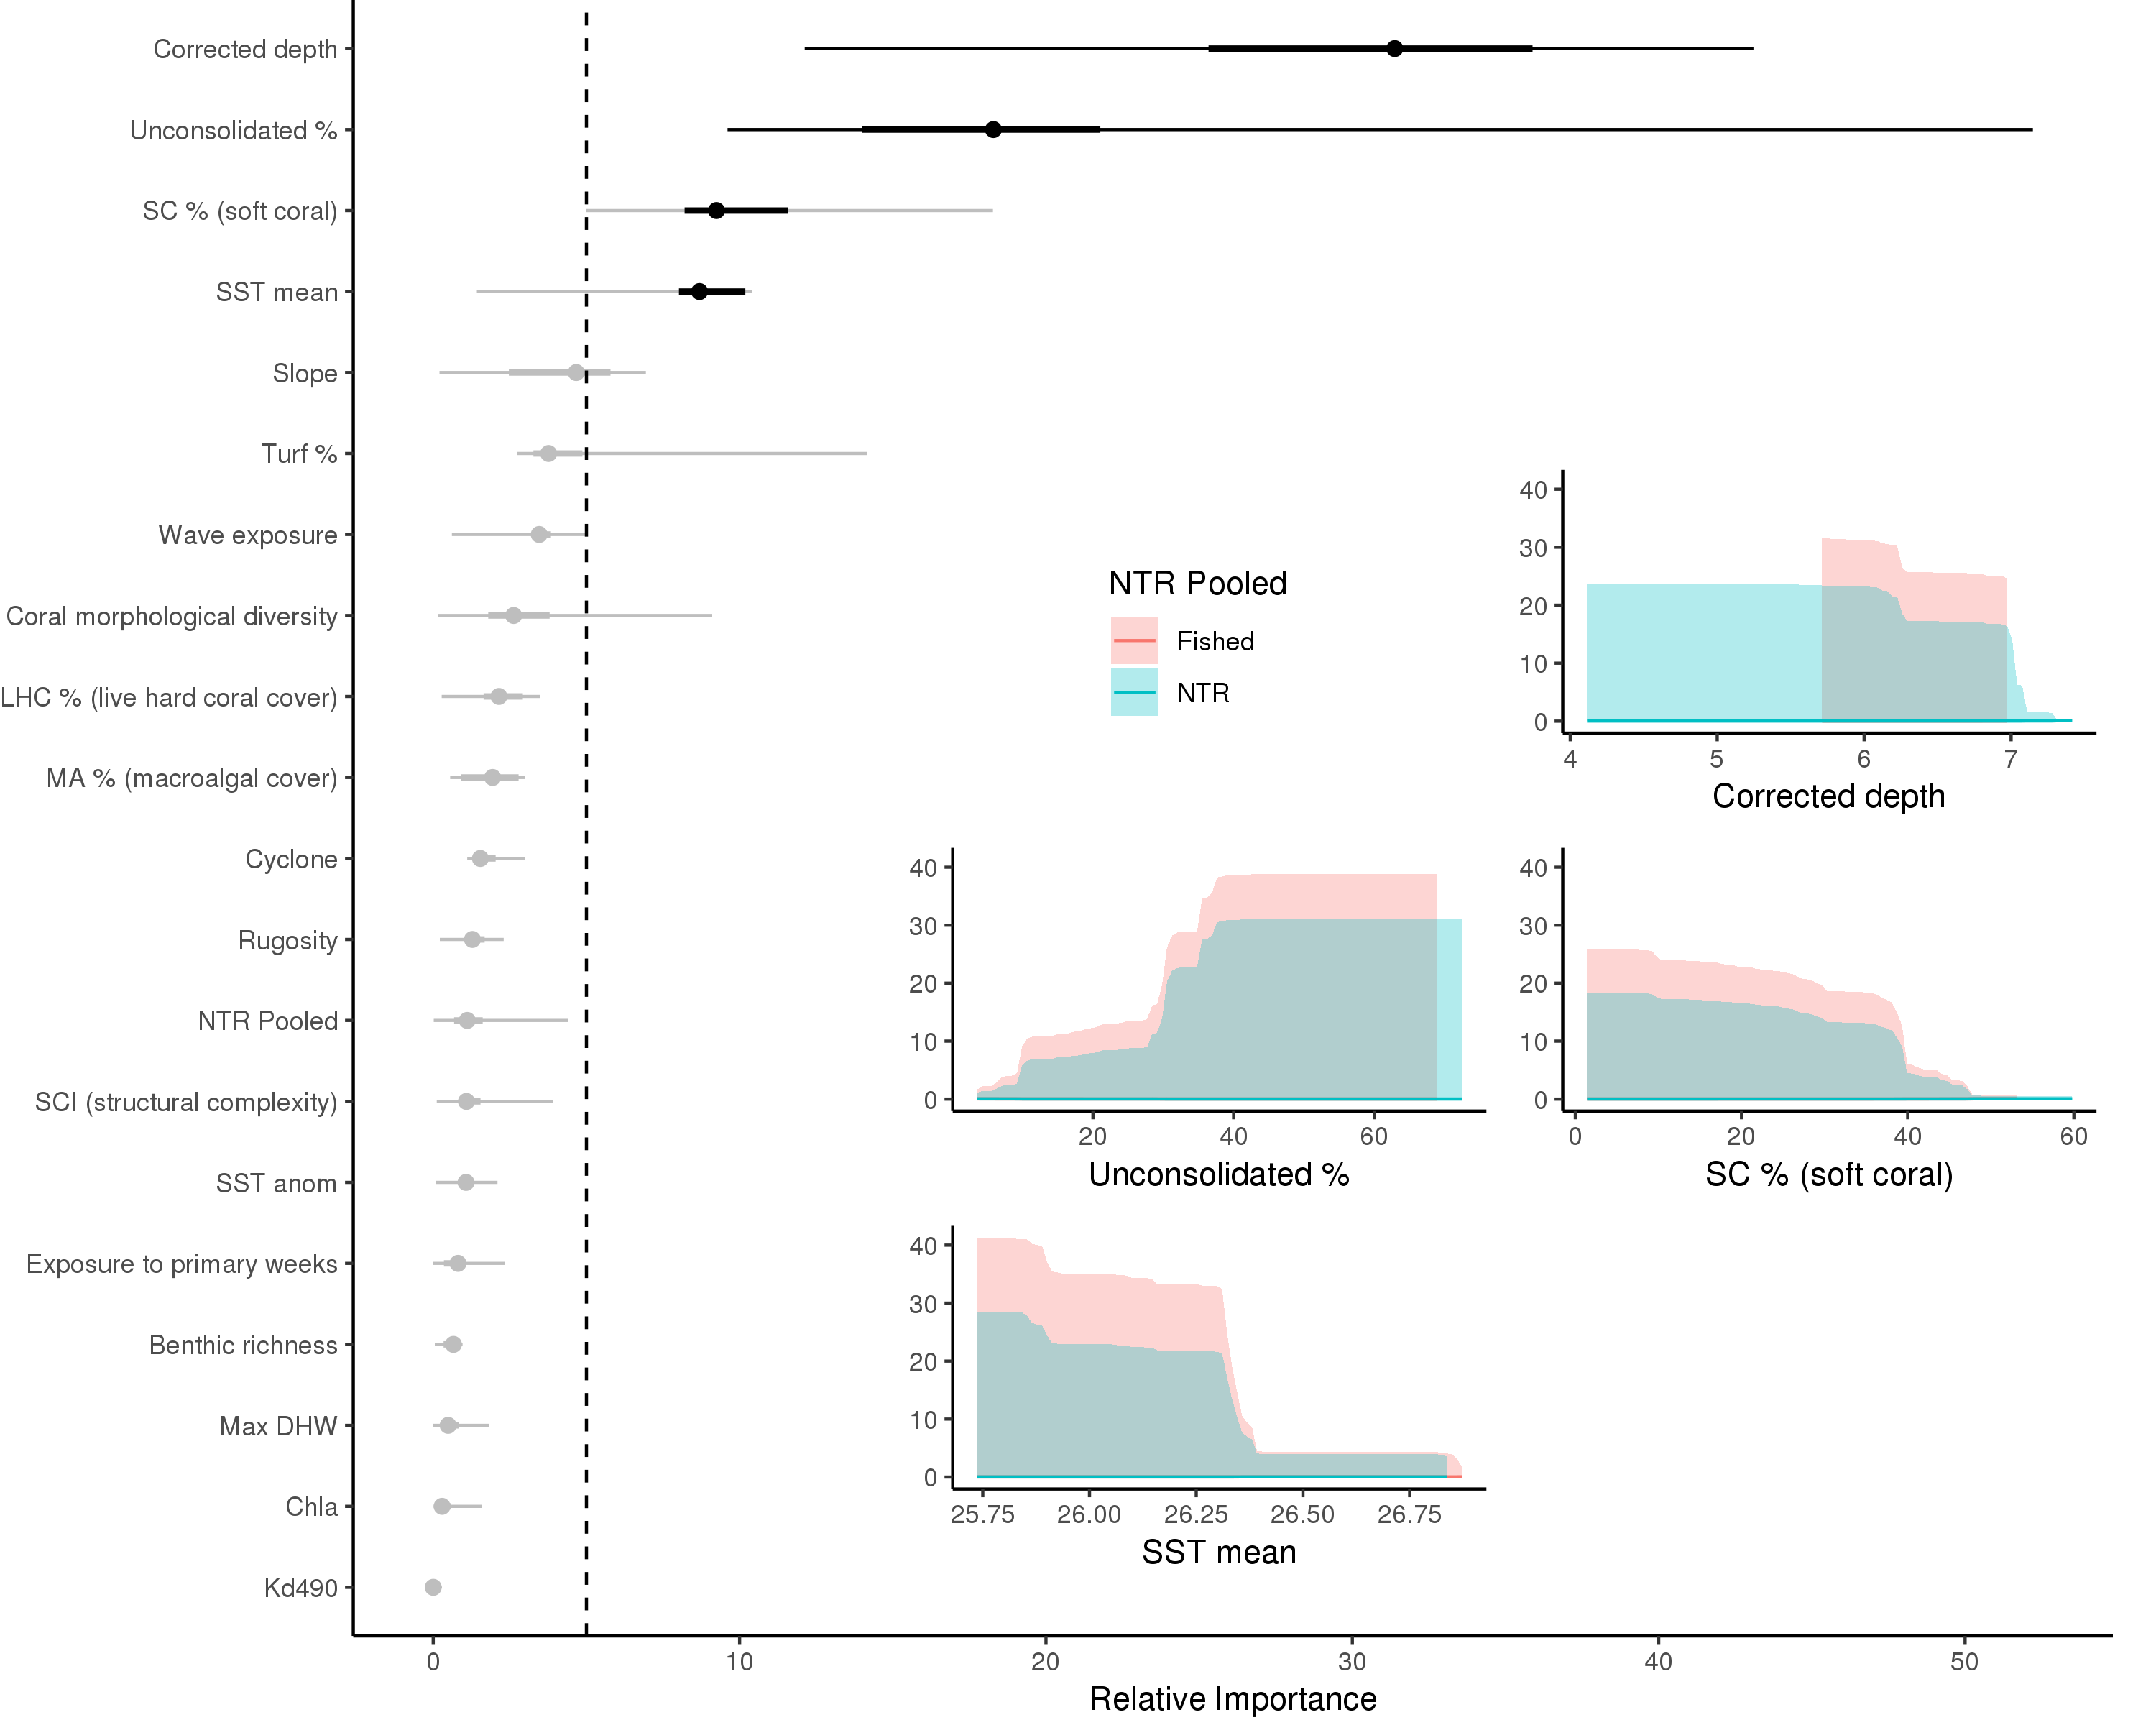 Corrected depth
Unconsolidated %
SC % (soft coral)
SST mean
Slope
Turf %
Wave exposure
Coral morphological diversity
LHC % (live hard coral cover)
MA % (macroalgal cover)
Cyclone
Rugosity
NTR Pooled
SCI (structural complexity)
SST anom
Exposure to primary weeks
Benthic richness
Max DHW
Chla
Kd490
0 10 20 30 40 50
Relative Importance
NTR Pooled
Fished
NTR
40
30
20
10
0
4 5 6 7
Corrected depth
40
30
20
10
0
20 40 60
Unconsolidated %
40
30
20
10
0
0 20 40 60
SC % (soft coral)
40
30
20
10
0
25.75 26.00 26.25 26.50 26.75
SST mean